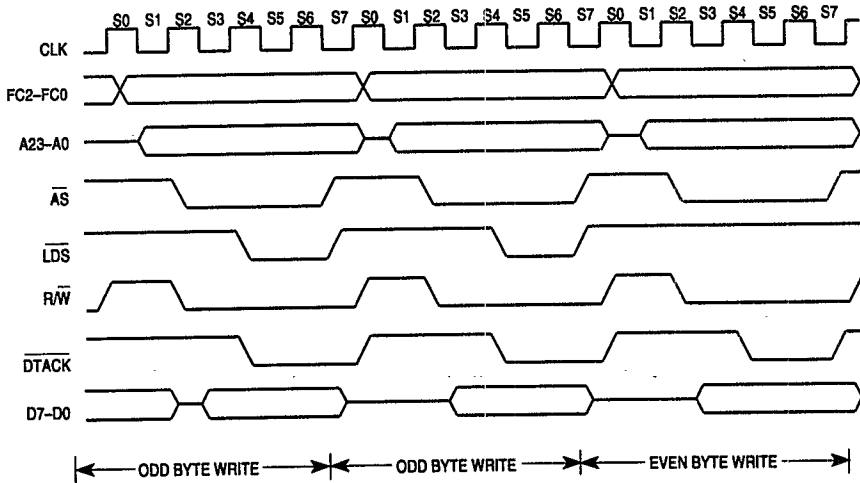 S0 S1 S2 S3 S4 S5 S6 S7 S0 S1 S2 S3 S4 S5 S6 S7 S0 S1 S2 S3 S4 S5 S6 S7
CLK
FC2–FC0
A23–A0
AS
LDS
R/W
DTACK
D7–D0
ODD BYTE WRITE ODD BYTE WRITE EVEN BYTE WRITE